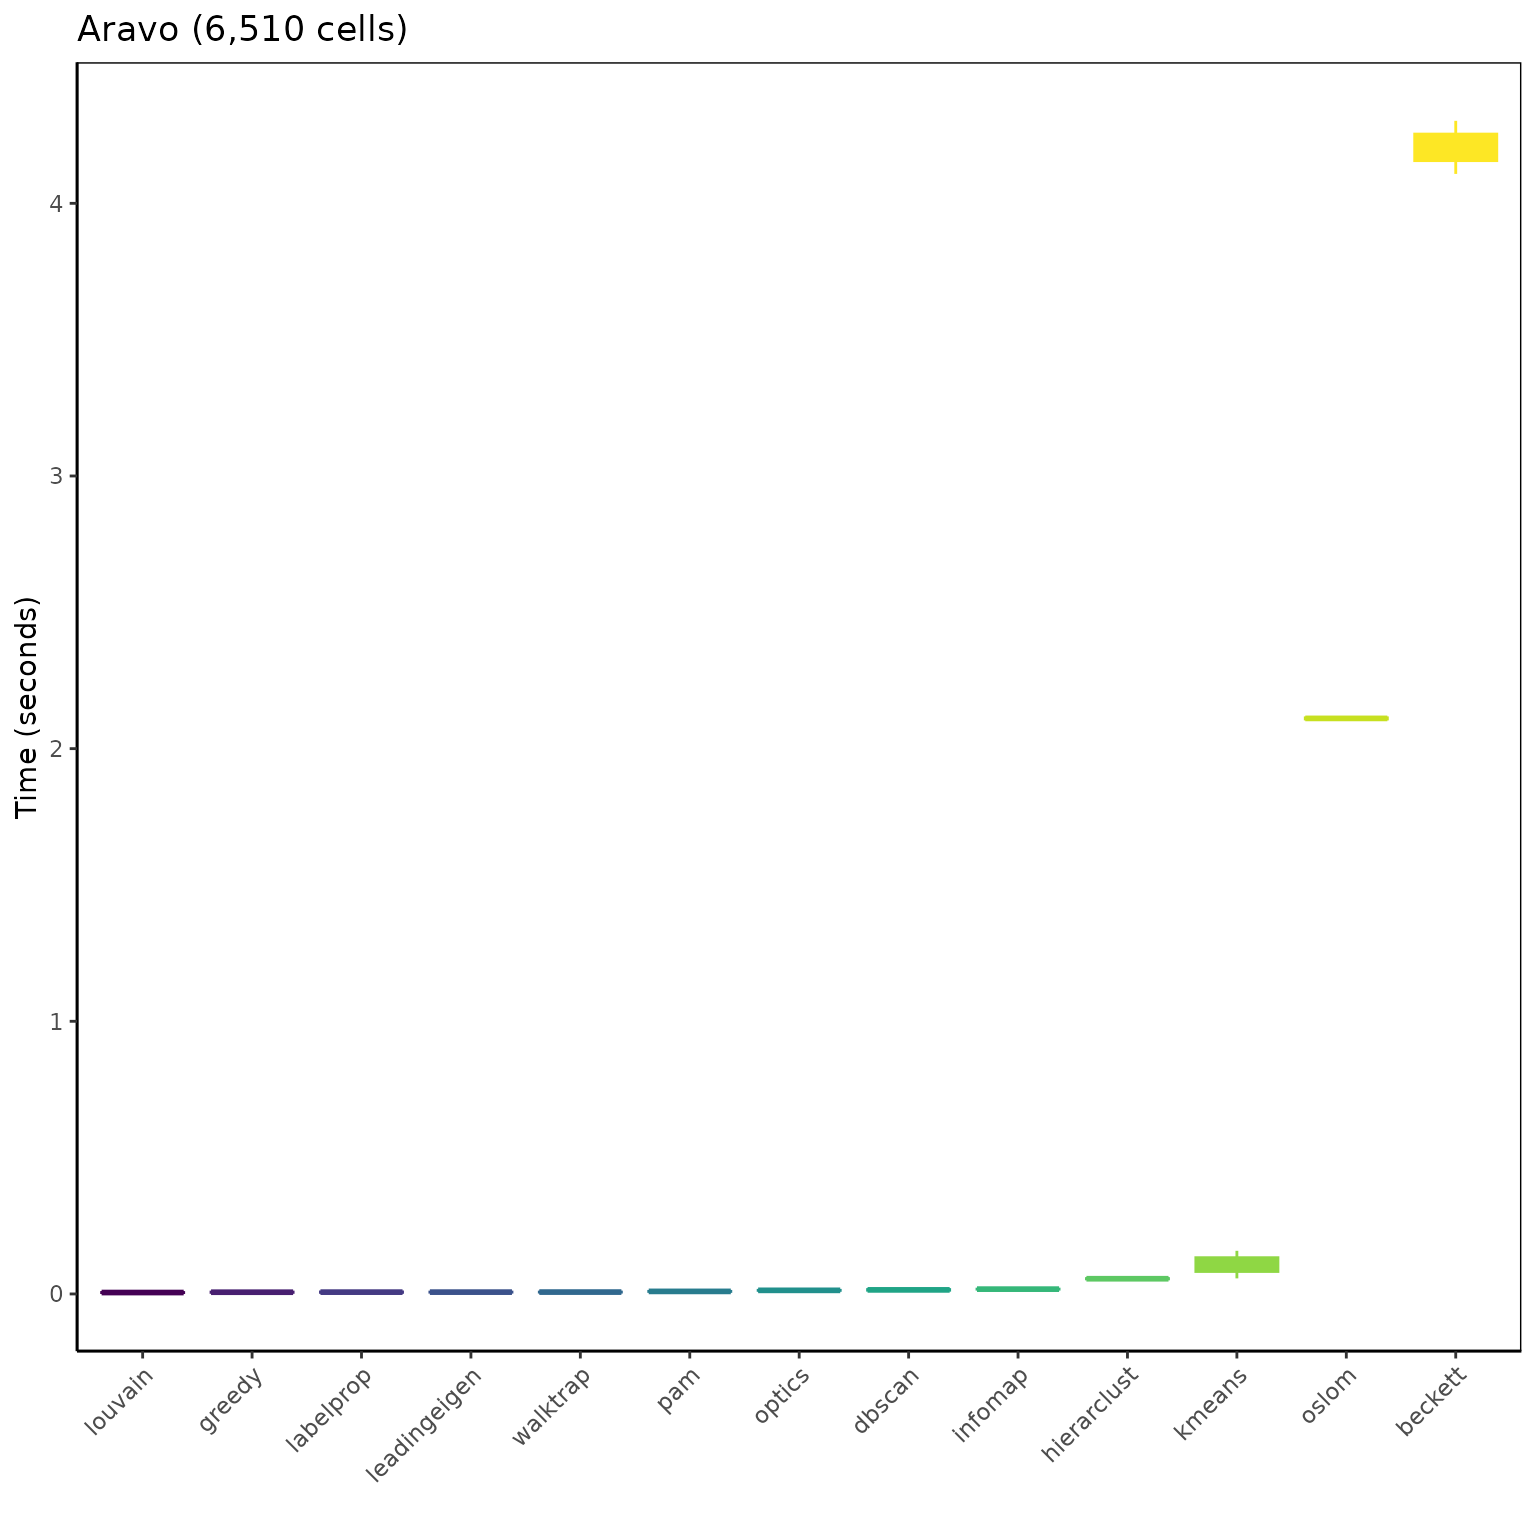 Aravo (6,510 cells)
Time (seconds)
4
3
2
1
0
louvain
greedy
labelprop
leadingeigen
walktrap
pam
optics
dbscan
infomap
hierarclust
kmeans
oslom
beckett